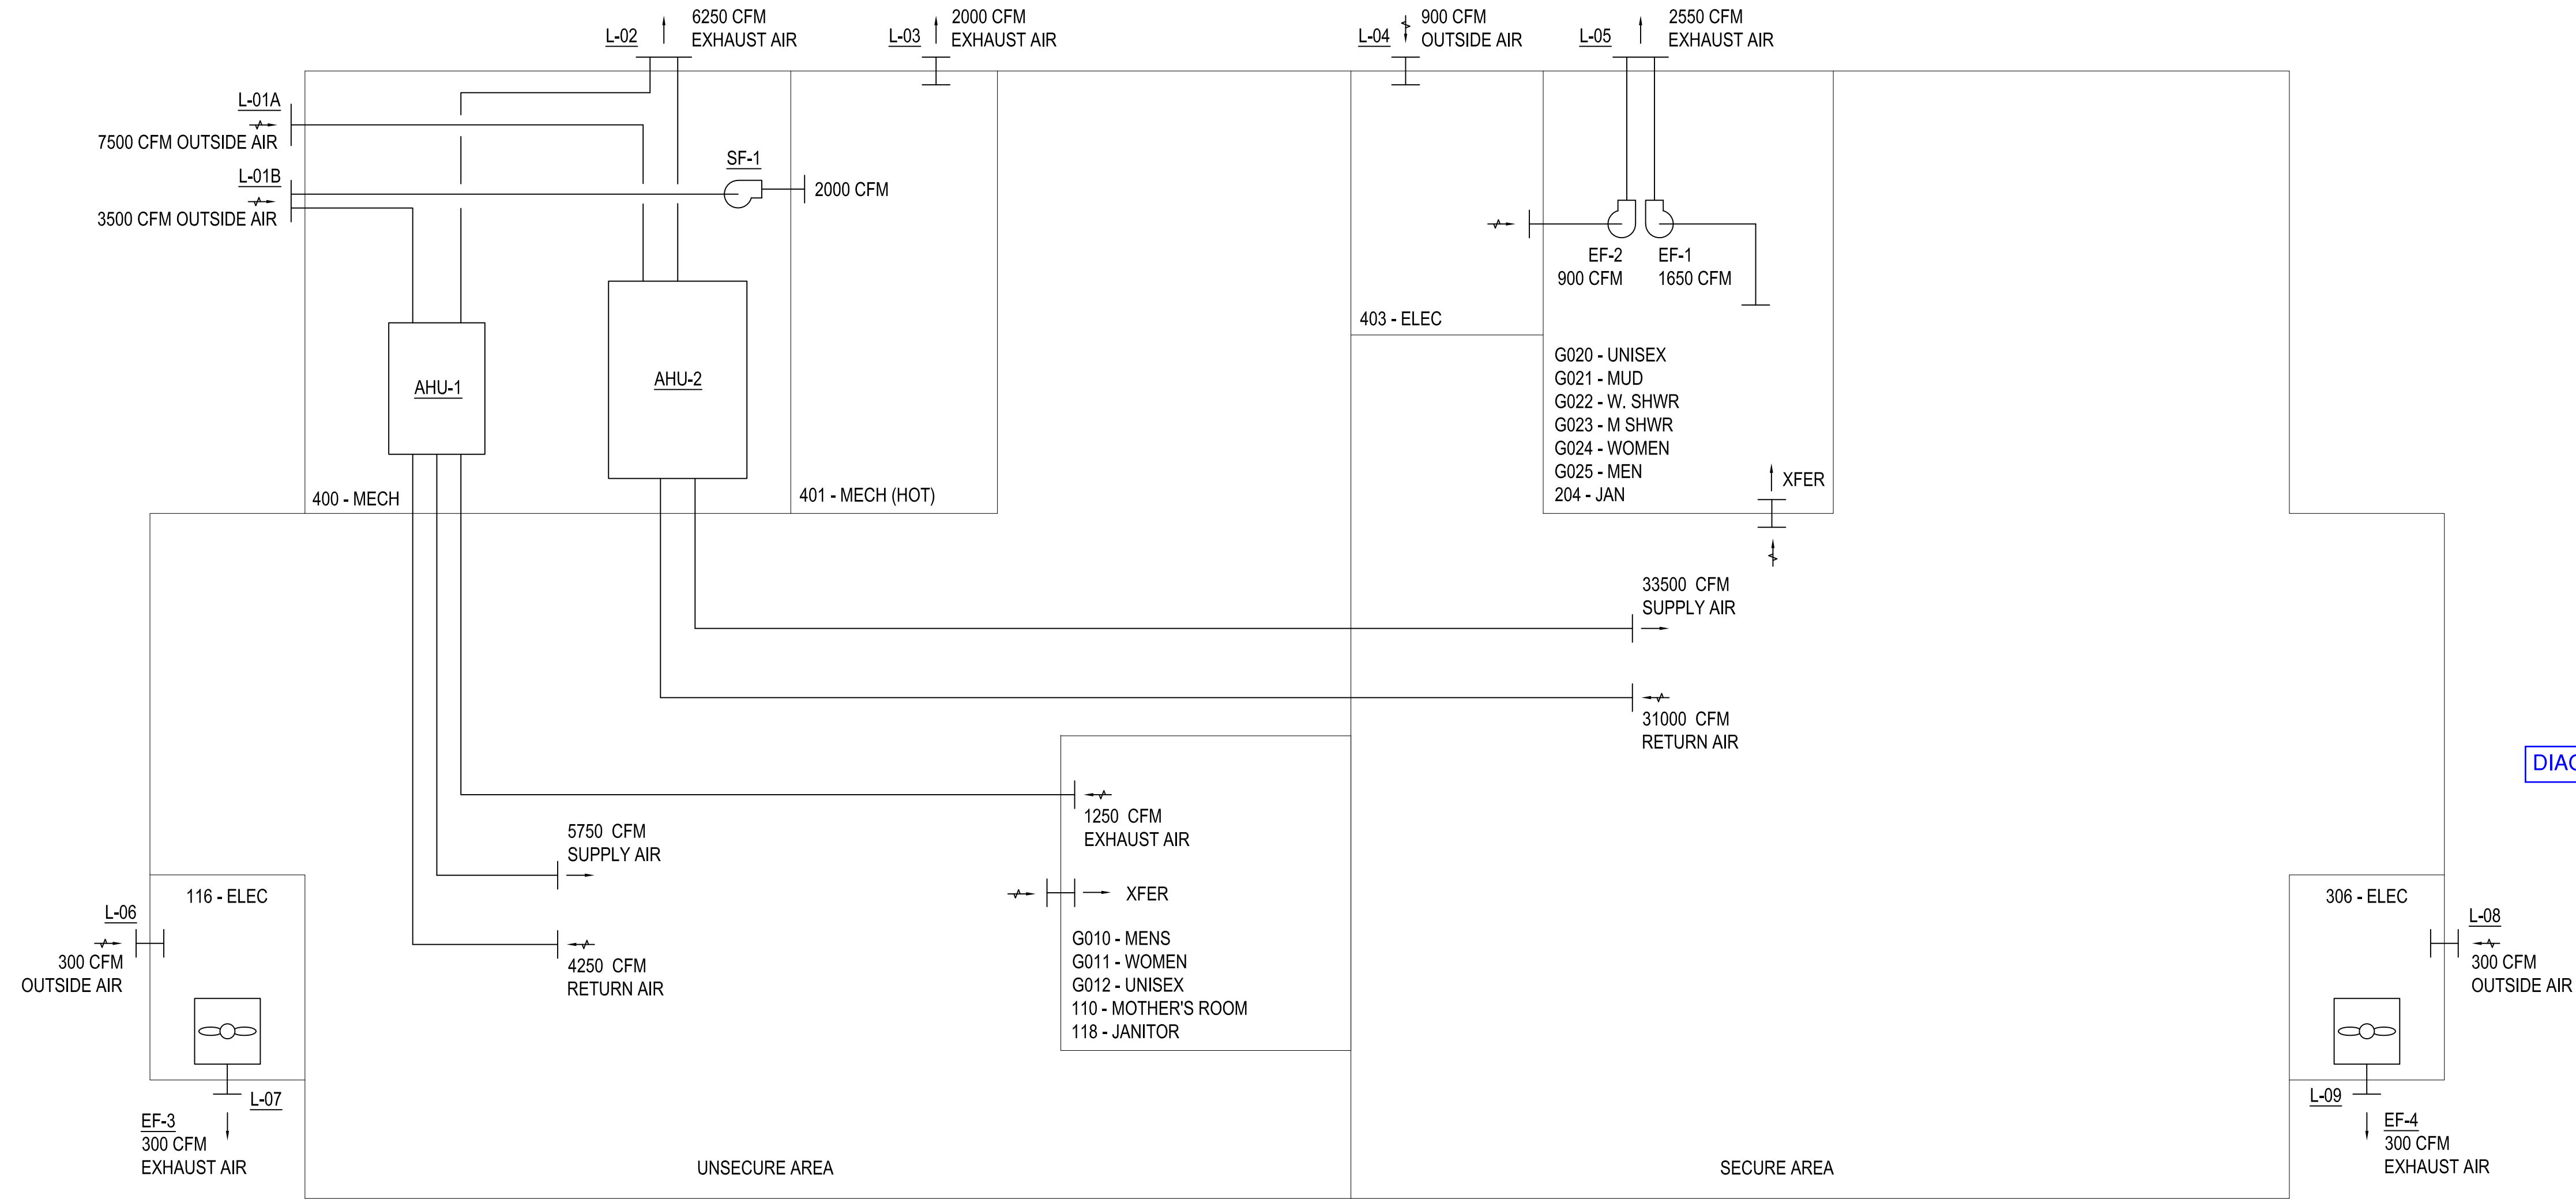 L-02
6250 CFM
EXHAUST AIR
L-03
2000 CFM
EXHAUST AIR
L-04
900 CFM
OUTSIDE AIR
L-05
2550 CFM
EXHAUST AIR
L-01A
7500 CFM OUTSIDE AIR
L-01B
3500 CFM OUTSIDE AIR
SF-1
2000 CFM
EF-2
900 CFM
EF-1
1650 CFM
403 - ELEC
AHU-1
AHU-2
G020 - UNISEX
G021 - MUD
G022 - W. SHWR
G023 - M SHWR
G024 - WOMEN
G025 - MEN
204 - JAN
XFER
400 - MECH
401 - MECH (HOT)
33500 CFM
SUPPLY AIR
31000 CFM
RETURN AIR
DIAG
1250 CFM
EXHAUST AIR
5750 CFM
SUPPLY AIR
XFER
116 - ELEC
306 - ELEC
L-06
300 CFM
OUTSIDE AIR
4250 CFM
RETURN AIR
G010 - MENS
G011 - WOMEN
G012 - UNISEX
110 - MOTHER'S ROOM
118 - JANITOR
L-08
300 CFM
OUTSIDE AIR
L-07
EF-3
300 CFM
EXHAUST AIR
L-09
EF-4
300 CFM
EXHAUST AIR
UNSECURE AREA
SECURE AREA